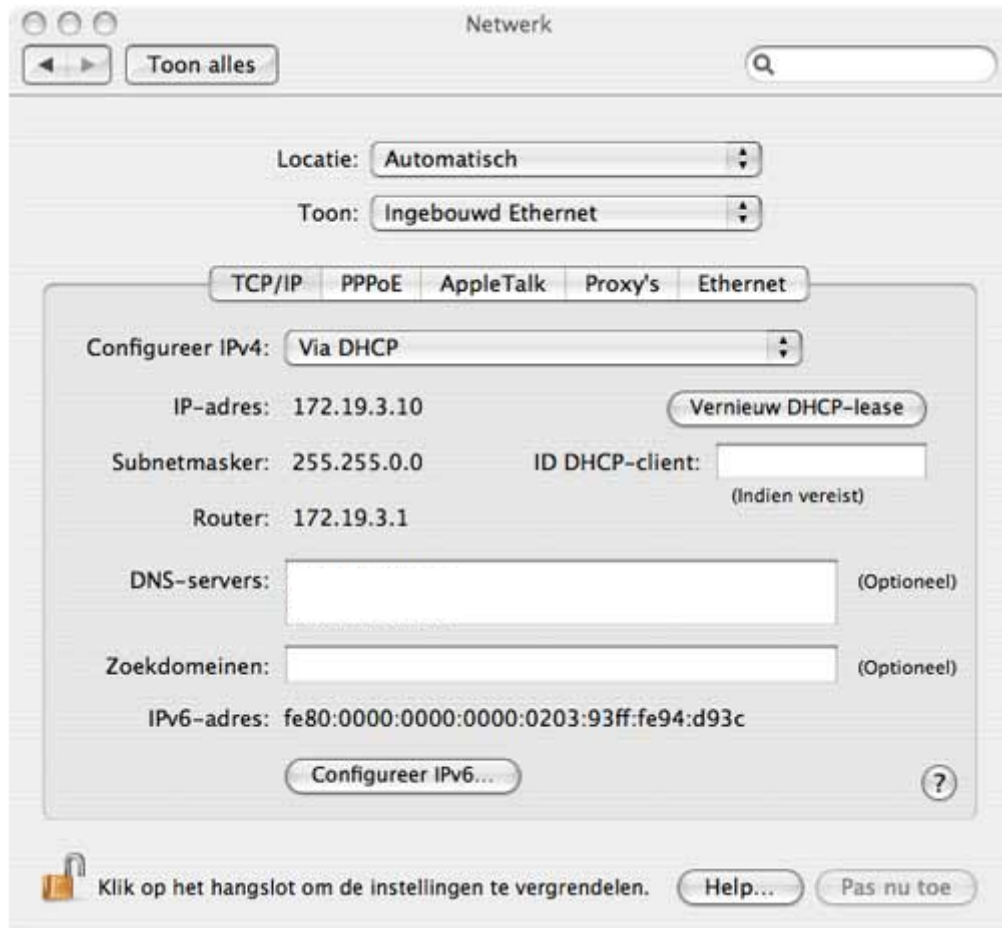 Netwerk
Toon alles
Locatie: Automatisch
Toon: Ingebouwd Ethernet
TCP/IP PPPoE AppleTalk Proxy's Ethernet
Configureer IPv4: Via DHCP
IP-adres: 172.19.3.10 Vernieuw DHCP-lease
Subnetmasker: 255.255.0.0 ID DHCP-client:
(Indien vereist)
Router: 172.19.3.1
DNS-servers: (Optioneel)
Zoekdomeinen: (Optioneel)
IPv6-adres: fe80:0000:0000:0000:0203:93ff:fe94:d93c
Configureer IPv6... ?
Klik op het hangslot om de instellingen te vergrendelen. Help... Pas nu toe